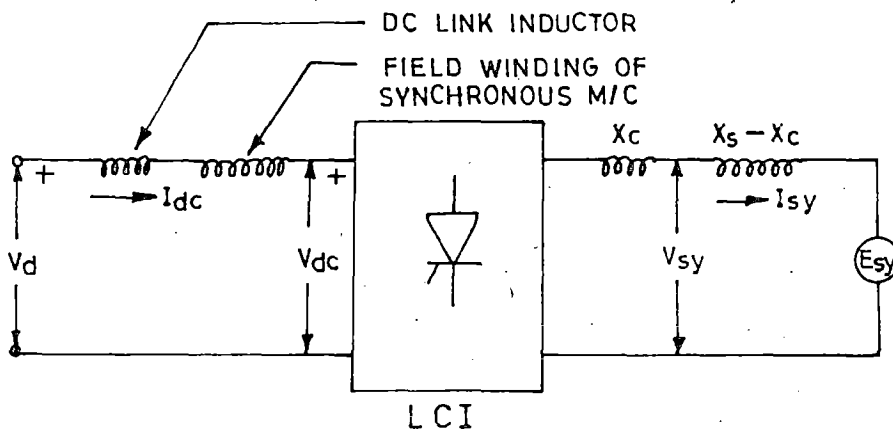 DC LINK INDUCTOR
FIELD WINDING OF
SYNCHRONOUS M/C
Xc
Xs-Xc
+
+
Idc
Isy
Vd
Vdc
Vsy
Esy
LCI